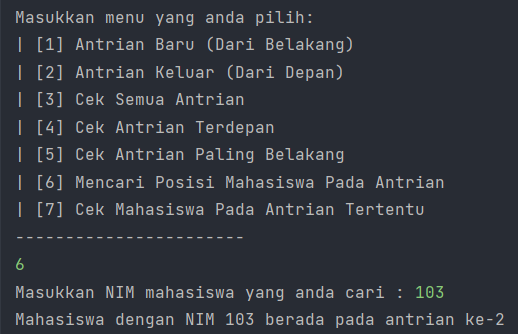 Masukkan menu yang anda pilih:
| [1] Antrian Baru (Dari Belakang)
| [2] Antrian Keluar (Dari Depan)
| [3] Cek Semua Antrian
| [4] Cek Antrian Terdepan
| [5] Cek Antrian Paling Belakang
| [6] Mencari Posisi Mahasiswa Pada Antrian
| [7] Cek Mahasiswa Pada Antrian Tertentu
-----------------------
6
Masukkan NIM mahasiswa yang anda cari : 103
Mahasiswa dengan NIM 103 berada pada antrian ke-2